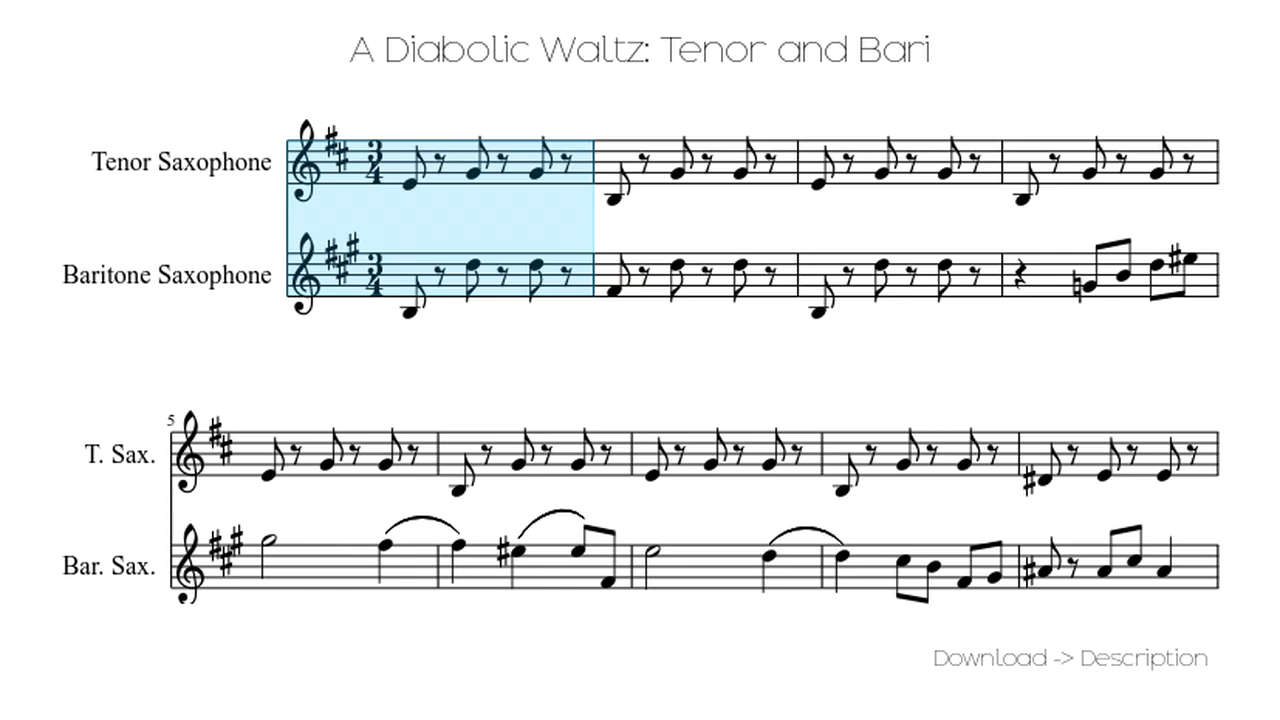 A Diabolic Waltz: Tenor and Bari
Tenor Saxophone
3
4
Baritone Saxophone
3
4
5
T. Sax.
Bar. Sax.
Download -> Description